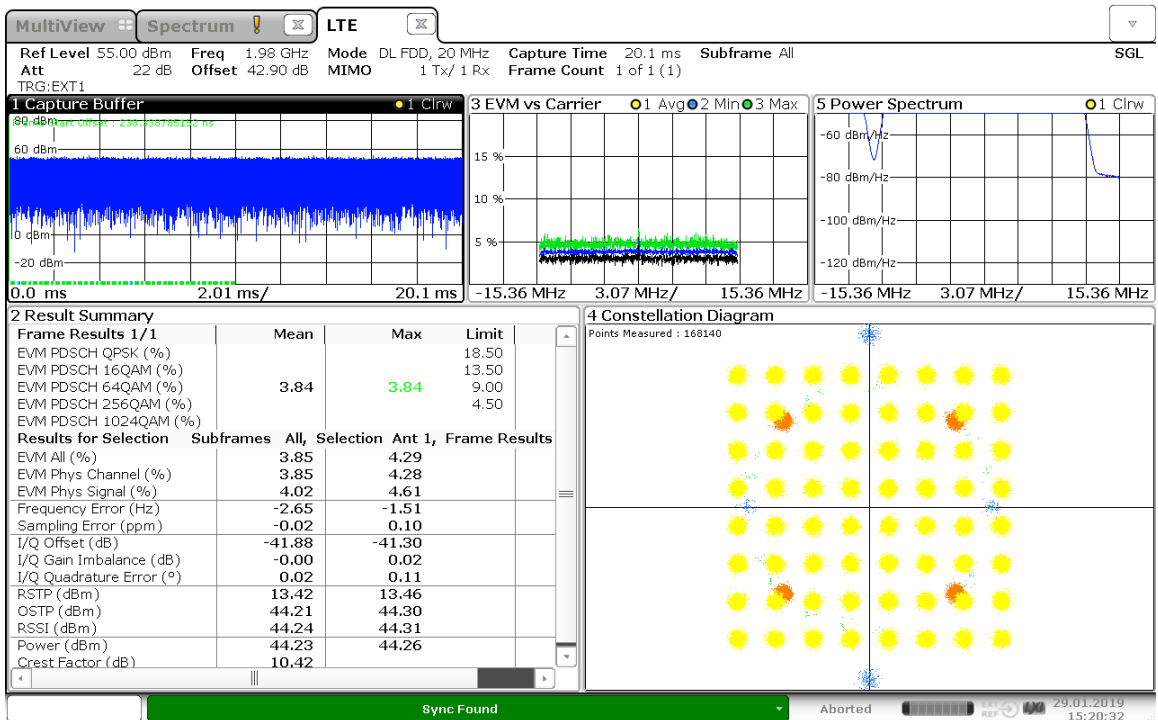 MultiView Spectrum ! LTE
Ref Level 55.00 dBm Freq 1.98 GHz Mode DL FDD, 20 MHz Capture Time 20.1 ms Subframe All SGL
Att 22 dB Offset 42.90 dB MIMO 1 Tx/ 1 Rx Frame Count 1 of 1 (1)
TRG:EXT1
1 Capture Buffer 1 Clrw
80 dBm
Frame Start Offset : 238.338785152 ns
60 dBm
0 dBm
-20 dBm
0.0 ms 2.01 ms/ 20.1 ms
3 EVM vs Carrier 1 Avg 2 Min 3 Max
15 %
10 %
5 %
-15.36 MHz 3.07 MHz/ 15.36 MHz
5 Power Spectrum 1 Clrw
-60 dBm/Hz
-80 dBm/Hz
-100 dBm/Hz
-120 dBm/Hz
-15.36 MHz 3.07 MHz/ 15.36 MHz
2 Result Summary
Frame Results 1/1 Mean Max Limit
EVM PDSCH QPSK (%) 18.50
EVM PDSCH 16QAM (%) 13.50
EVM PDSCH 64QAM (%) 3.84 3.84 9.00
EVM PDSCH 256QAM (%) 4.50
EVM PDSCH 1024QAM (%)
Results for Selection Subframes All, Selection Ant 1, Frame Results
EVM All (%) 3.85 4.29
EVM Phys Channel (%) 3.85 4.28
EVM Phys Signal (%) 4.02 4.61
Frequency Error (Hz) -2.65 -1.51
Sampling Error (ppm) -0.02 0.10
I/Q Offset (dB) -41.88 -41.30
I/Q Gain Imbalance (dB) -0.00 0.02
I/Q Quadrature Error (°) 0.02 0.11
RSTP (dBm) 13.42 13.46
OSTP (dBm) 44.21 44.30
RSSI (dBm) 44.24 44.31
Power (dBm) 44.23 44.26
Crest Factor (dB) 10.42
4 Constellation Diagram
Points Measured : 168140
Sync Found
Aborted
EXT
REF
LXI
29.01.2019
15:20:32